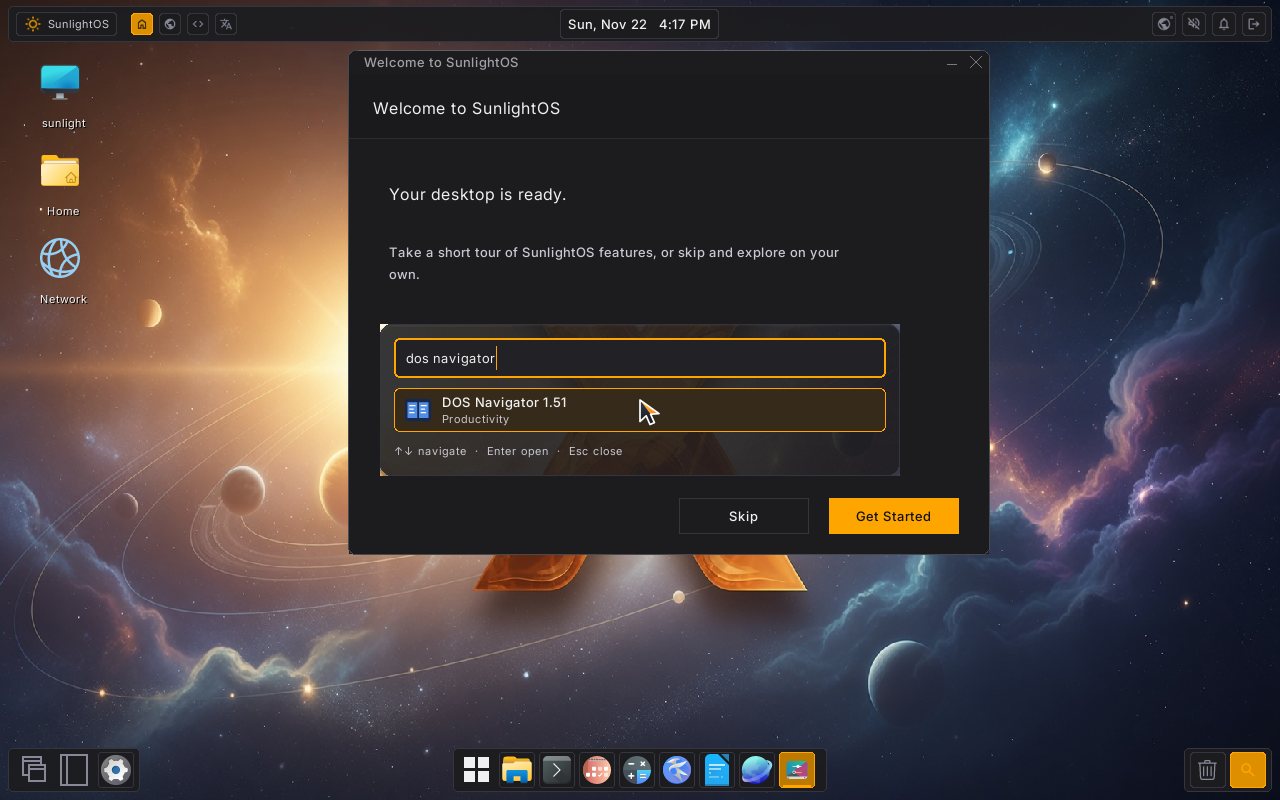 SunlightOS
Sun, Nov 22 4:17 PM
sunlight
Home
Network
Welcome to SunlightOS
Welcome to SunlightOS
Your desktop is ready.
Take a short tour of SunlightOS features, or skip and explore on your
own.
dos navigator
DOS Navigator 1.51
Productivity
↑↓ navigate · Enter open · Esc close
Skip
Get Started